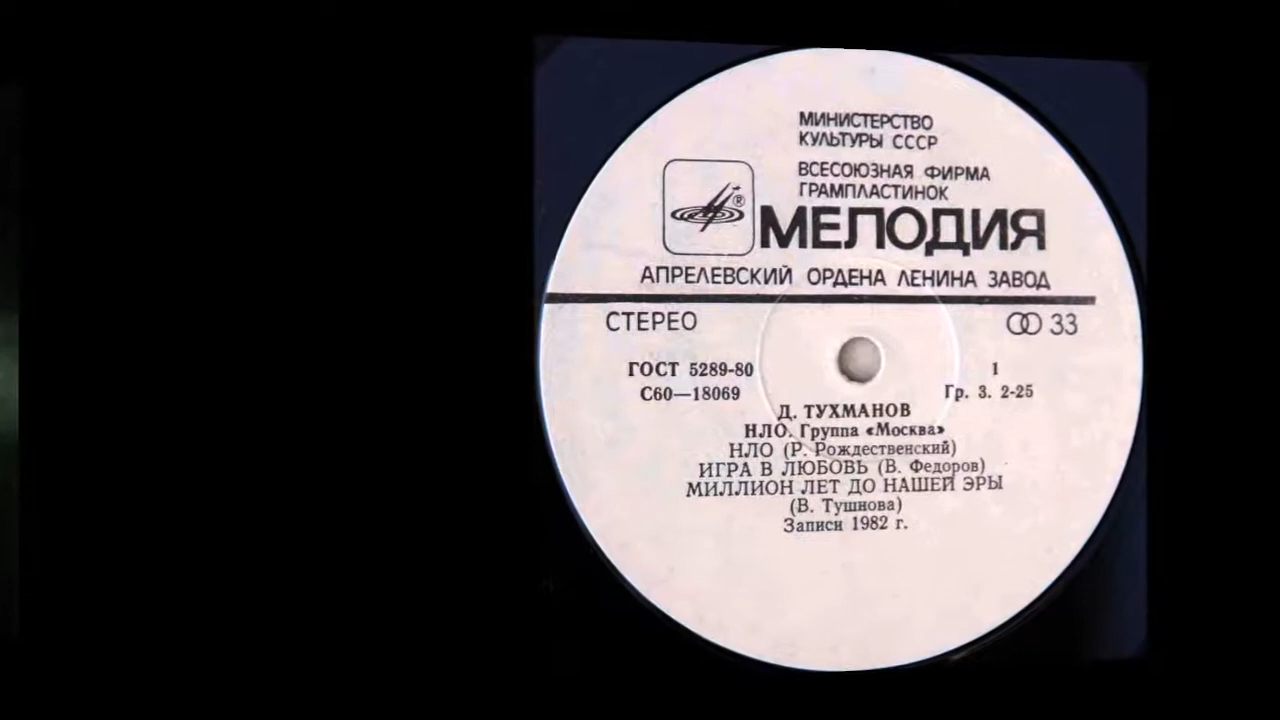 МИНИСТЕРСТВО
КУЛЬТУРЫ СССР
ВСЕСОЮЗНАЯ ФИРМА
ГРАМПЛАСТИНОК
®
МЕЛОДИЯ
АПРЕЛЕВСКИЙ ОРДЕНА ЛЕНИНА ЗАВОД
СТЕРЕО
33
ГОСТ 5289-80
1
С60—18069
Гр. 3. 2-25
Д. ТУХМАНОВ
НЛО. Группа «Москва»
НЛО (Р. Рождественский)
ИГРА В ЛЮБОВЬ (В. Федоров)
МИЛЛИОН ЛЕТ ДО НАШЕЙ ЭРЫ
(В. Тушнова)
Записи 1982 г.